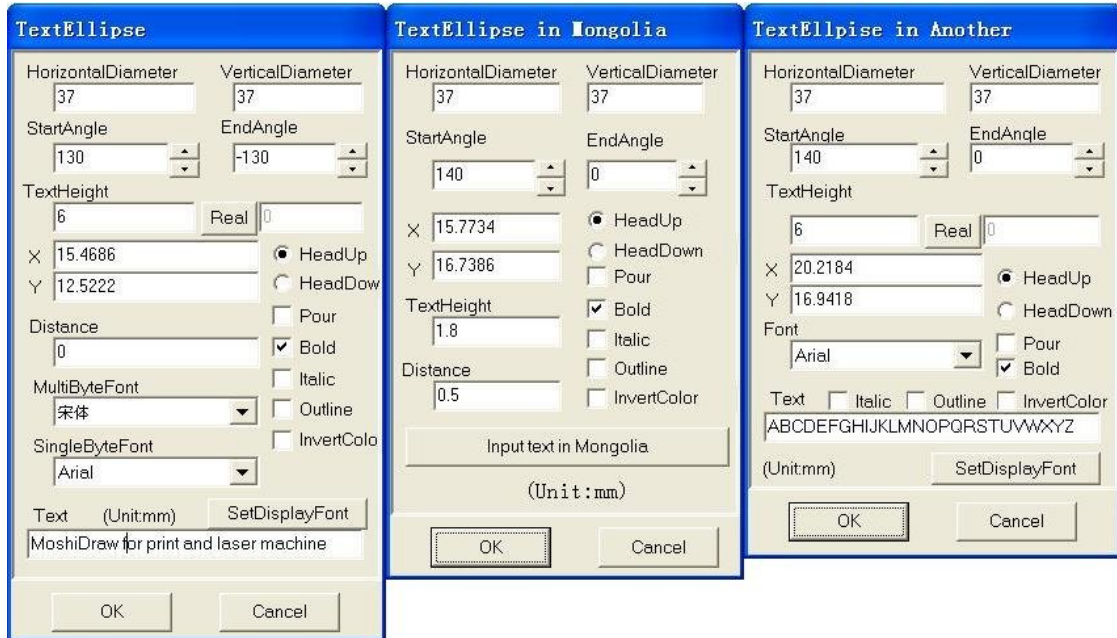 TextEllipse
HorizontalDiameter VerticalDiameter
37 37
StartAngle EndAngle
130 -130
TextHeight
6 Real 0
X 15.4686 HeadUp
Y 12.5222 HeadDow
Pour
Distance
0 Bold
Italic
MultiByteFont
宋体 Outline
InvertColo
SingleByteFont
Arial
Text (Unit:mm) SetDisplayFont
MoshiDraw for print and laser machine
OK Cancel
TextEllipse in Mongolia
HorizontalDiameter VerticalDiameter
37 37
StartAngle EndAngle
140 0
X 15.7734 HeadUp
HeadDown
Y 16.7386 Pour
TextHeight Bold
1.8 Italic
Distance Outline
0.5 InvertColor
Input text in Mongolia
(Unit:mm)
OK Cancel
TextEllpise in Another
HorizontalDiameter VerticalDiameter
37 37
StartAngle EndAngle
140 0
TextHeight
6 Real 0
X 20.2184 HeadUp
Y 16.9418 HeadDown
Font Pour
Arial Bold
Text Italic Outline InvertColor
ABCDEFGHIJKLMNOPQRSTUVWXYZ
(Unit:mm) SetDisplayFont
OK Cancel